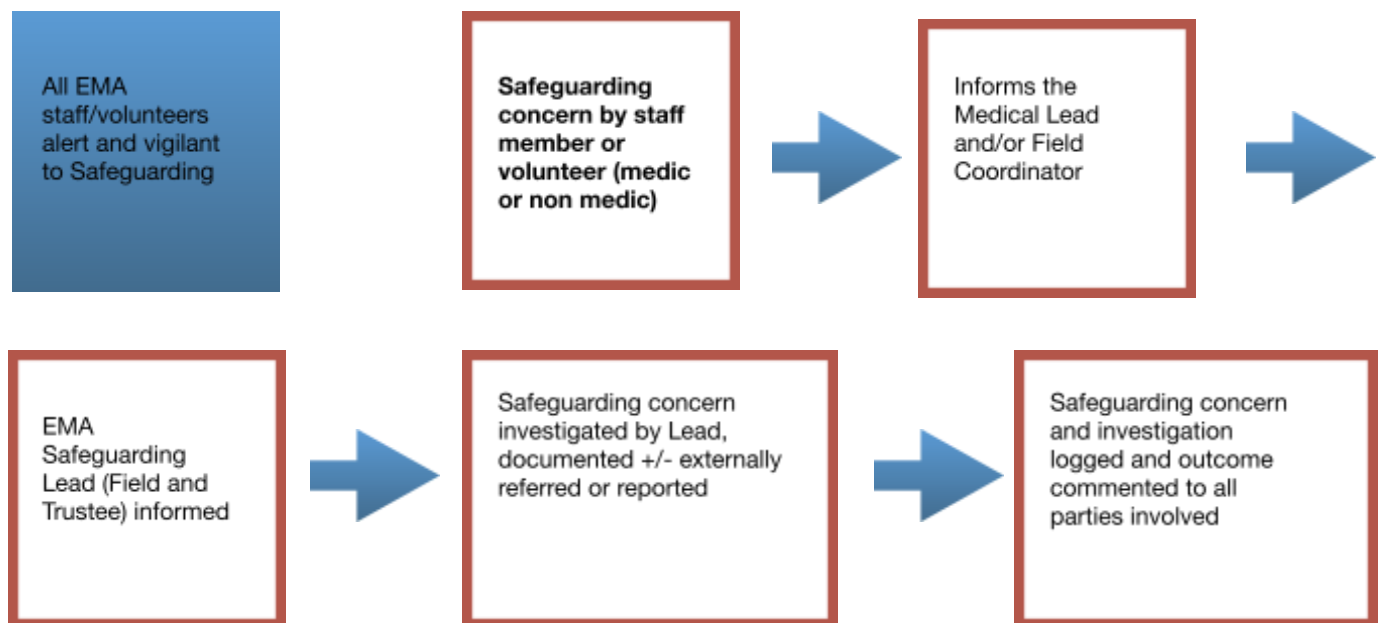 All EMA
staff/volunteers
alert and vigilant
to Safeguarding
Safeguarding
concern by staff
member or
volunteer (medic
or non medic)
Informs the
Medical Lead
and/or Field
Coordinator
EMA
Safeguarding
Lead (Field and
Trustee) informed
Safeguarding concern
investigated by Lead,
documented +/- externally
referred or reported
Safeguarding concern
and investigation
logged and outcome
commented to all
parties involved